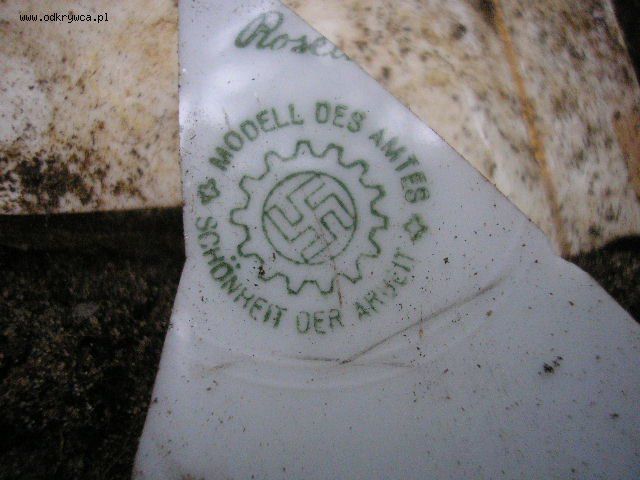 www.odkrywca.pl
MODELL DES AMTES
SCHÖNHEIT DER ARBEIT